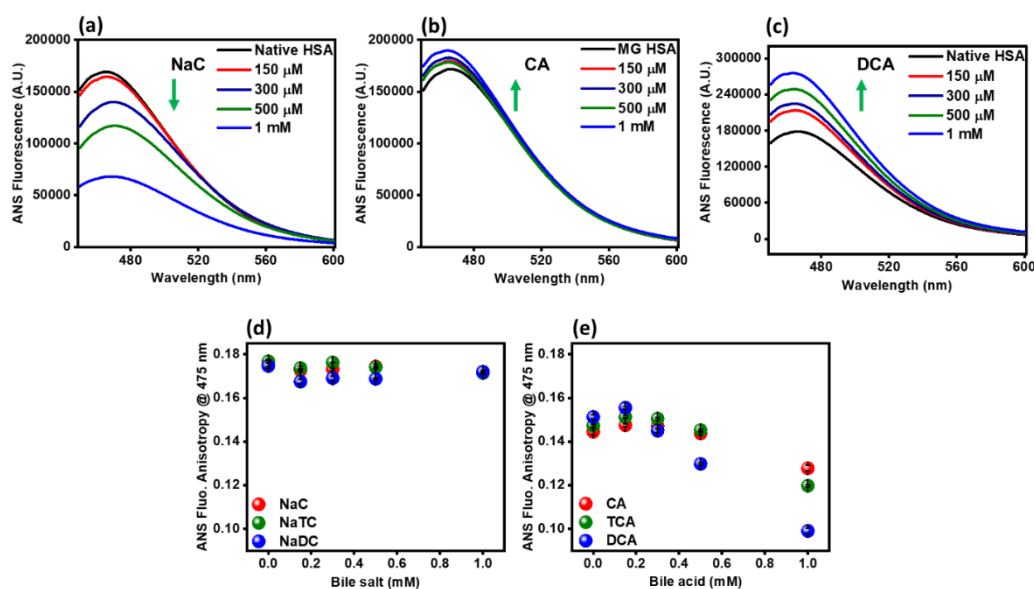 (a)
200000
150000
100000
50000
0
ANS Fluorescence (A.U.)
480 520 560 600
Wavelength (nm)
NaC
Native HSA
150 μM
300 μM
500 μM
1 mM
(b)
200000
150000
100000
50000
0
ANS Fluorescence (A.U.)
480 520 560 600
Wavelength (nm)
CA
MG HSA
150 μM
300 μM
500 μM
1 mM
(c)
300000
240000
180000
120000
60000
0
ANS Fluorescence (A.U.)
480 520 560 600
Wavelength (nm)
DCA
Native HSA
150 μM
300 μM
500 μM
1 mM
(d)
0.18
0.16
0.14
0.12
0.10
ANS Fluo. Anisotropy @ 475 nm
NaC
NaTC
NaDC
0.0 0.2 0.4 0.6 0.8 1.0
Bile salt (mM)
(e)
0.18
0.16
0.14
0.12
0.10
ANS Fluo. Anisotropy @ 475 nm
CA
TCA
DCA
0.0 0.2 0.4 0.6 0.8 1.0
Bile acid (mM)